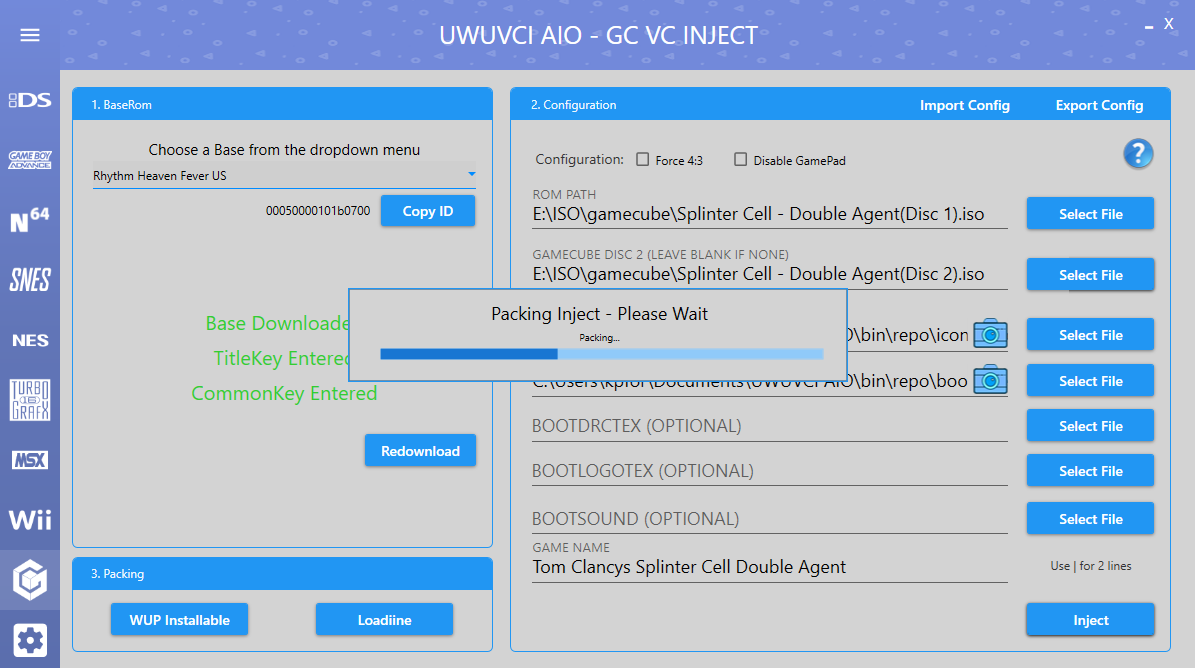 UWUVCI AIO - GC VC INJECT
X
DS
GAME BOY
ADVANCE
N64
SNES
NES
TURBO
GRAFX
MSX
Wii
1. BaseRom
Choose a Base from the dropdown menu
Rhythm Heaven Fever US
00050000101b0700
Copy ID
Base Downloade
TitleKey Entered
CommonKey Entered
Redownload
3. Packing
WUP Installable
Loadiine
2. Configuration
Import Config
Export Config
Configuration:
Force 4:3
Disable GamePad
?
ROM PATH
E:\ISO\gamecube\Splinter Cell - Double Agent(Disc 1).iso
Select File
GAMECUBE DISC 2 (LEAVE BLANK IF NONE)
E:\ISO\gamecube\Splinter Cell - Double Agent(Disc 2).iso
Select File
Packing Inject - Please Wait
Packing...
\bin\repo\icon
Select File
C:\Users\kpfor\Documents\UWUVCI AIO\bin\repo\boo
Select File
BOOTDRCTEX (OPTIONAL)
Select File
BOOTLOGOTEX (OPTIONAL)
Select File
BOOTSOUND (OPTIONAL)
Select File
GAME NAME
Tom Clancys Splinter Cell Double Agent
Use | for 2 lines
Inject